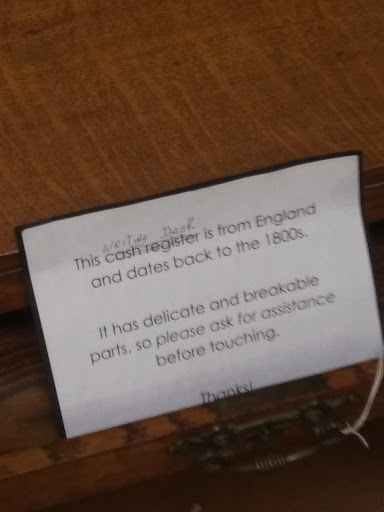 Writing Desk
This cash register is from England
and dates back to the 1800s.
It has delicate and breakable
parts, so please ask for assistance
before touching.
Thanks!